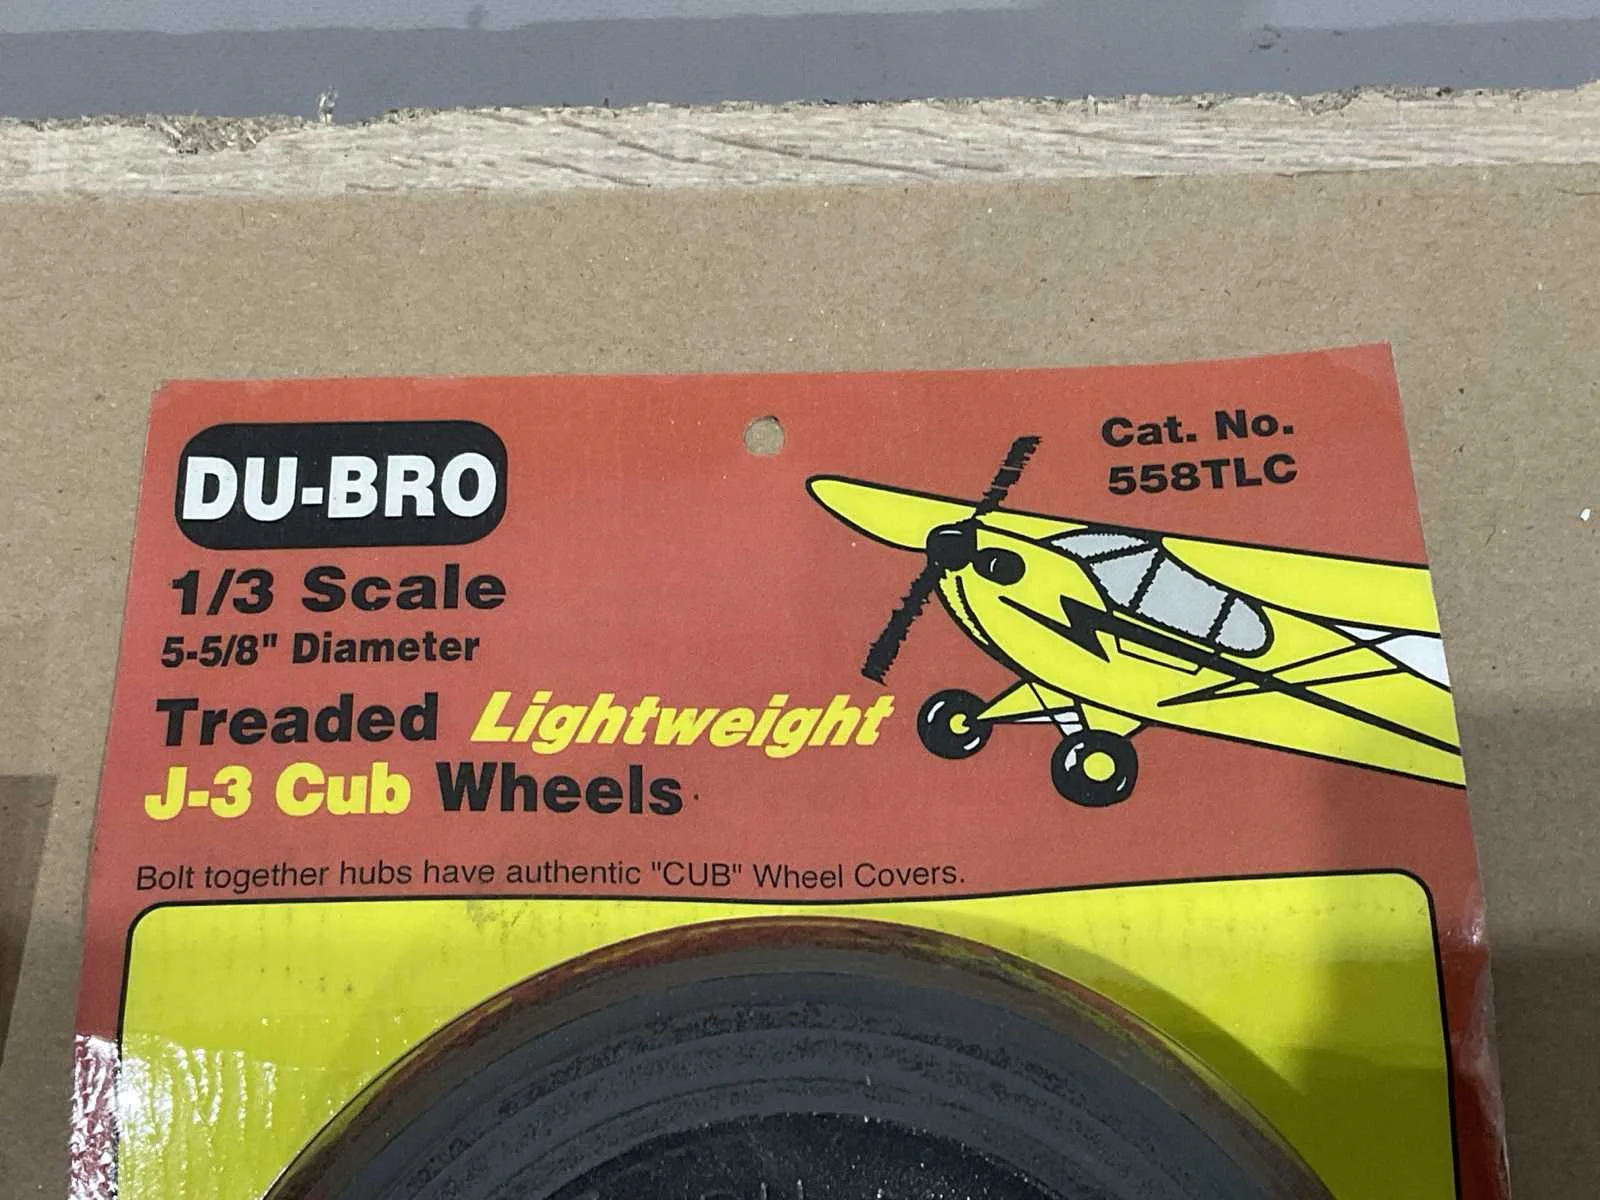 DU-BRO
Cat. No.
558TLC
1/3 Scale
5-5/8" Diameter
Treaded Lightweight
J-3 Cub Wheels
Bolt together hubs have authentic "CUB" Wheel Covers.